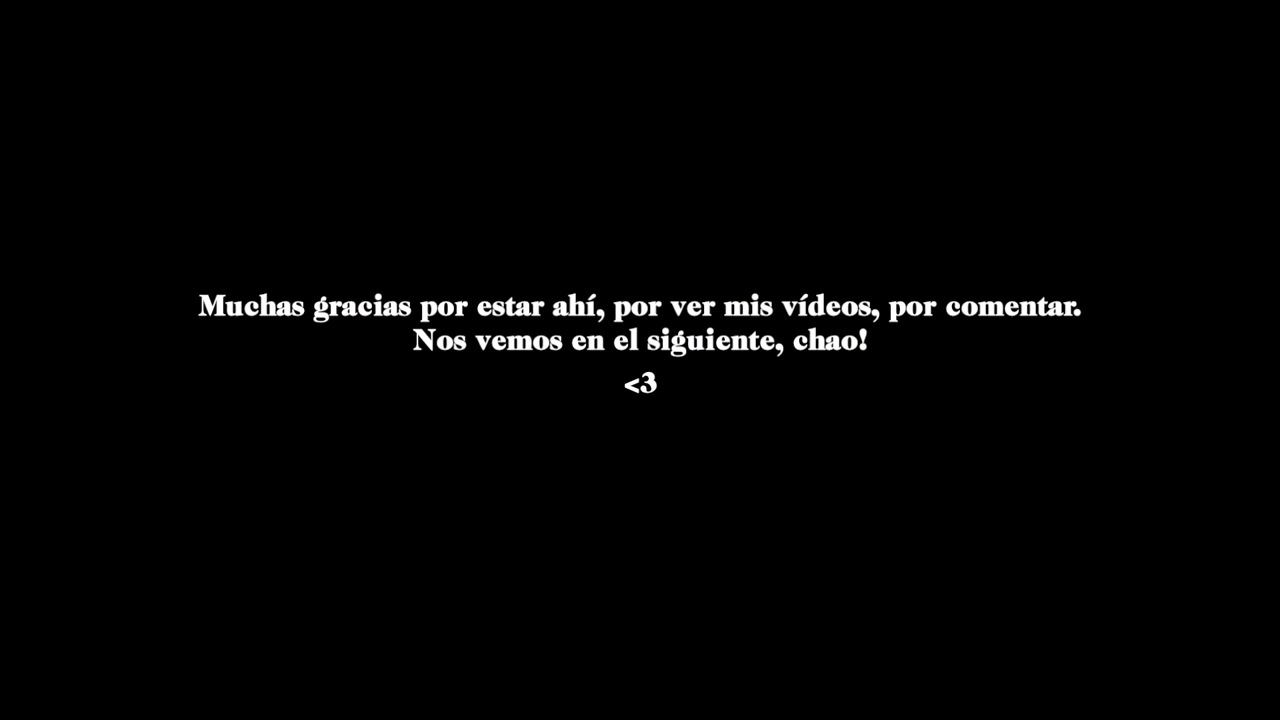 Muchas gracias por estar ahí, por ver mis vídeos, por comentar.
Nos vemos en el siguiente, chao!
<3